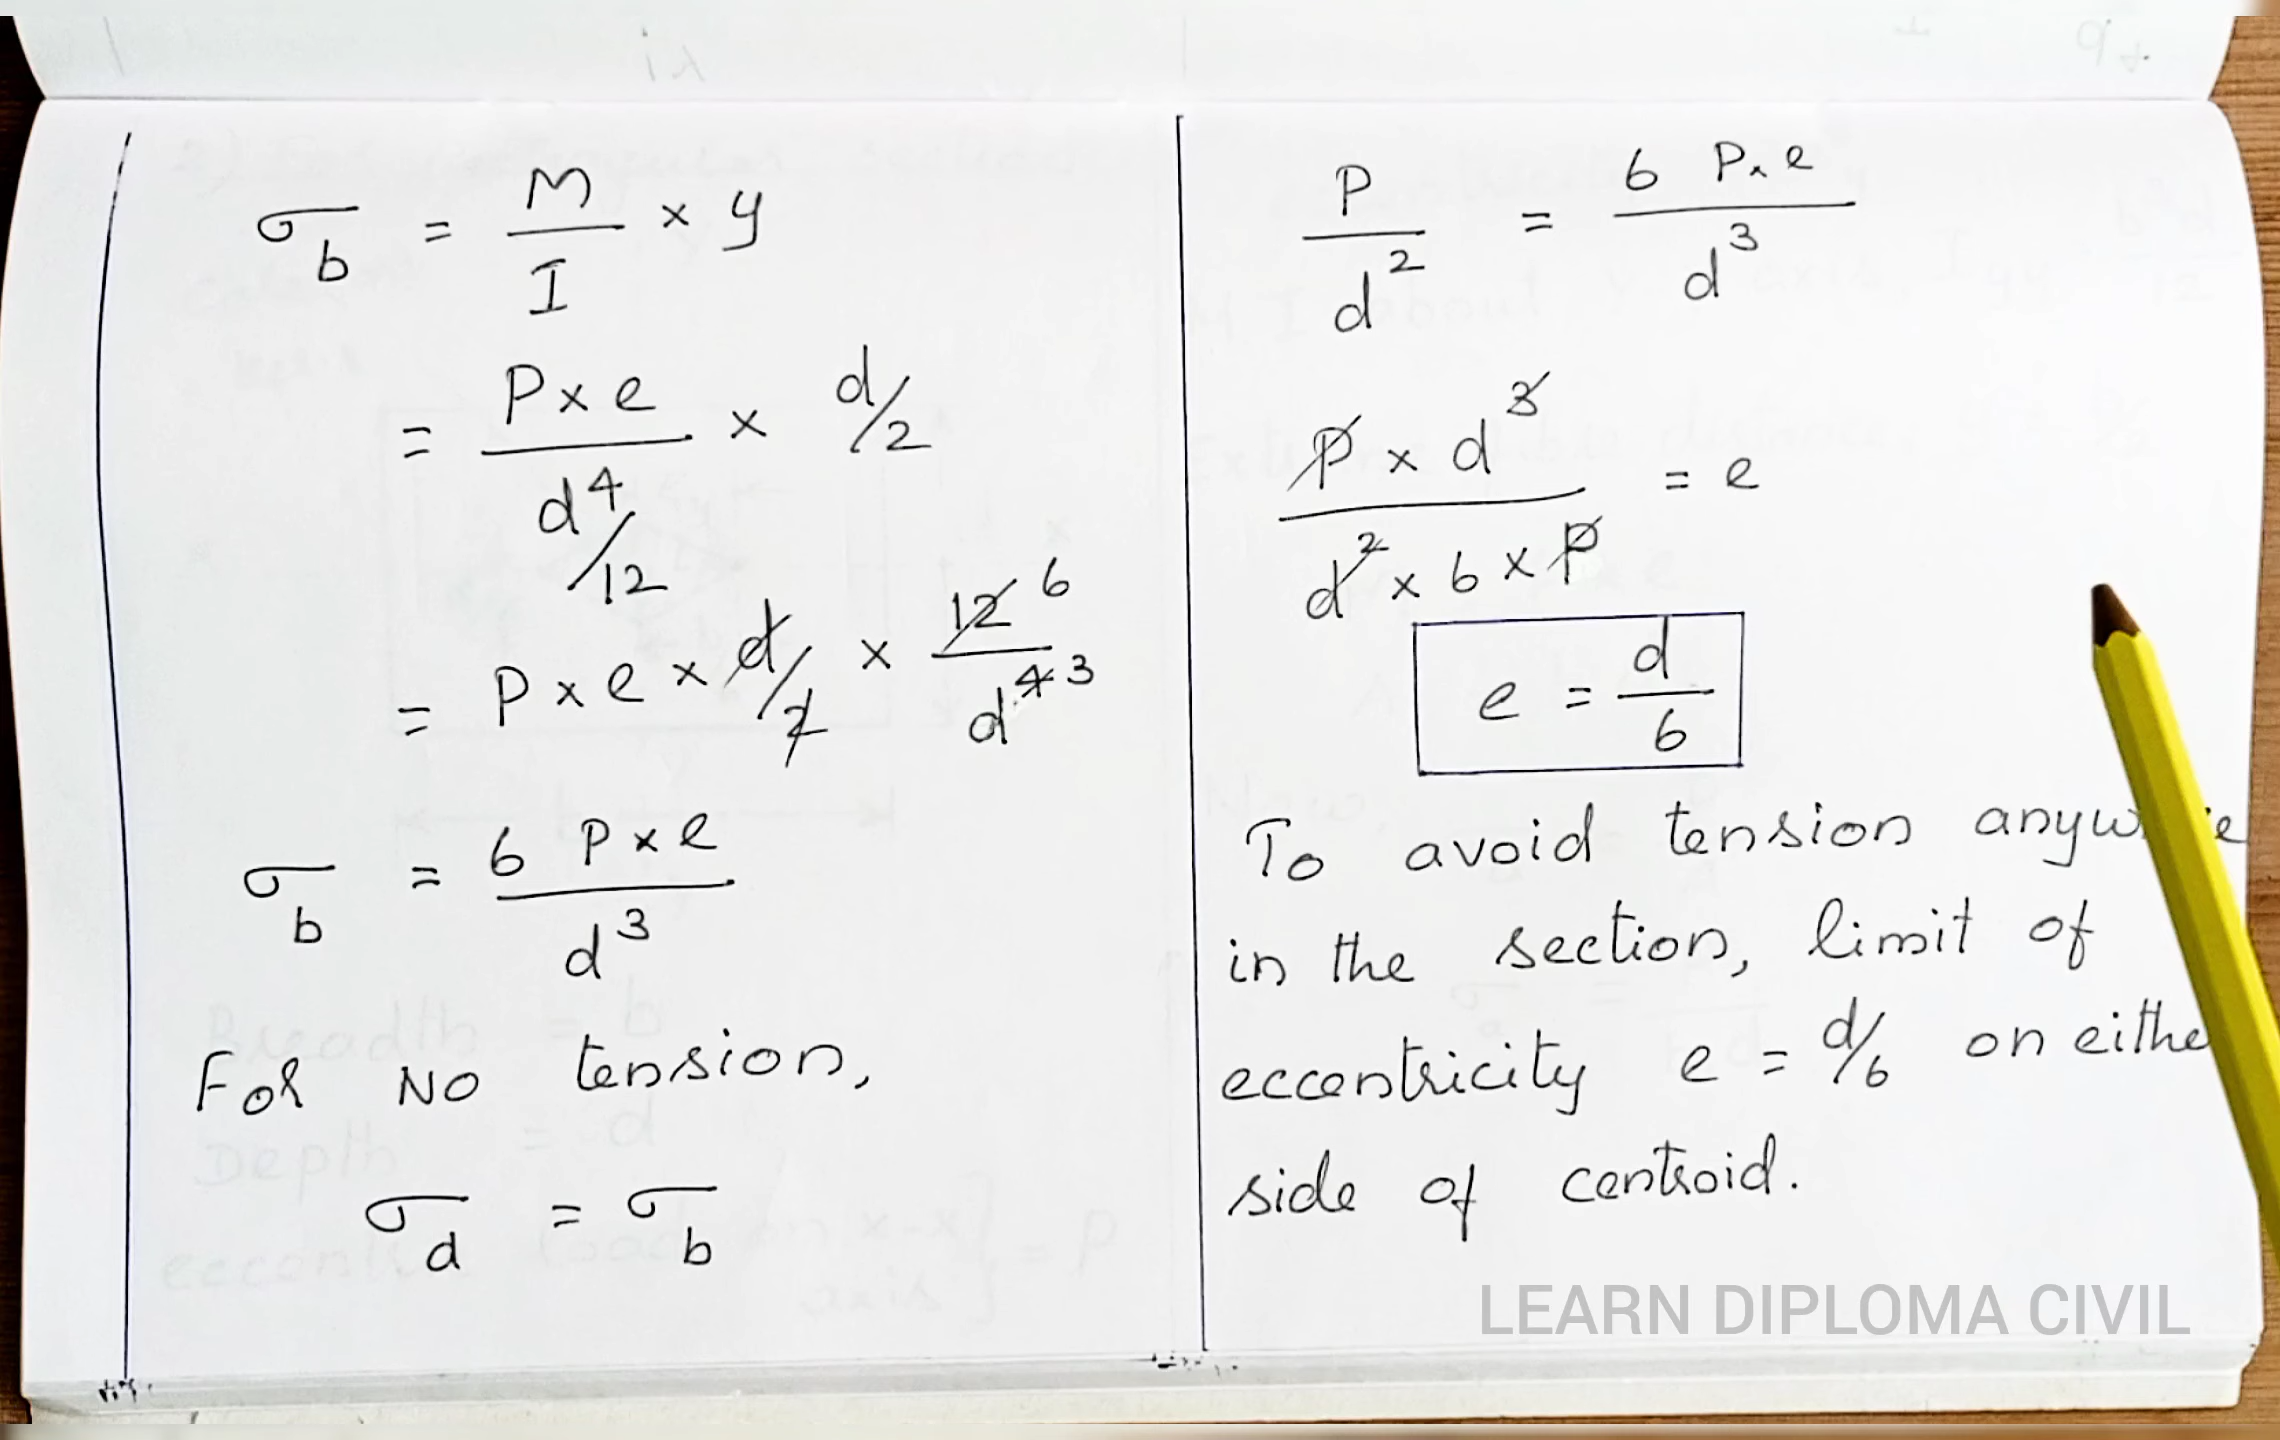 σb = M/I × y
= P×e / d⁴/12 × d/2
= P×e×d/2 × 12/d⁴ 6 3
σb = 6 P×e / d³
For NO tension,
σd = σb
P/d² = 6 P×e / d³
P×d³ / d²×6×P = e
e = d/6
To avoid tension
in the section, limit of
eccentricity e = d/6 on
side of centroid.
LEARN DIPLOMA CIVIL